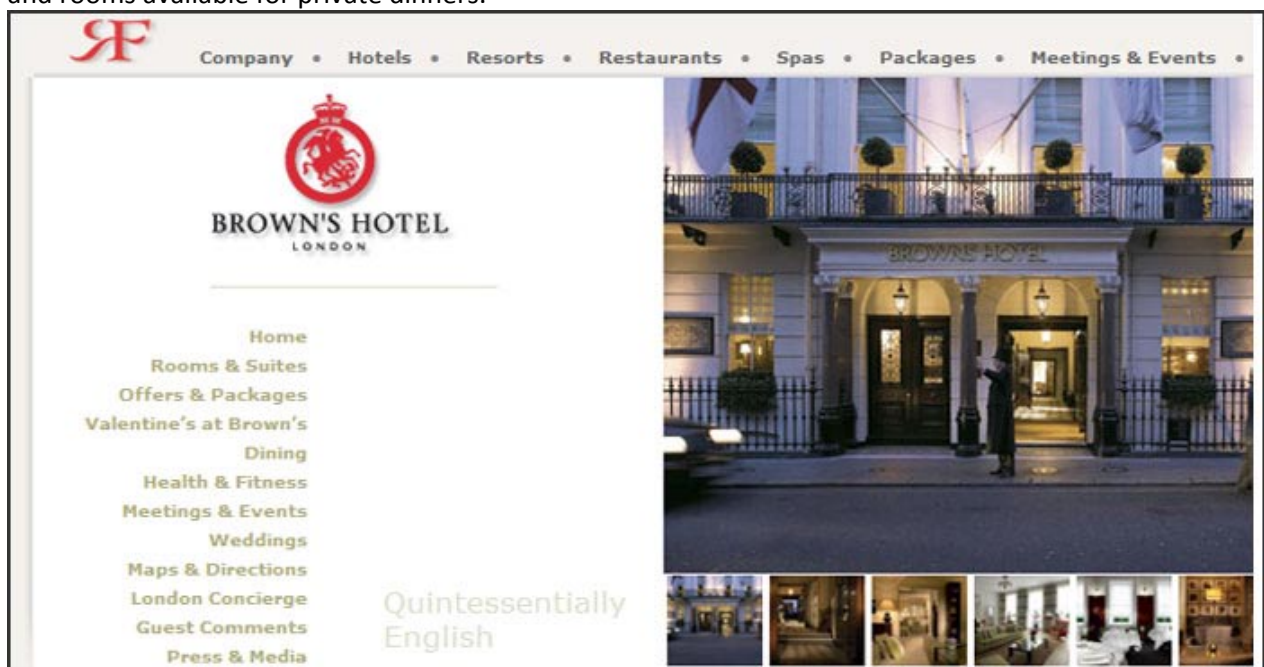 and rooms available for private dinners.
RF
Company • Hotels • Resorts • Restaurants • Spas • Packages • Meetings & Events •
BROWN'S HOTEL
LONDON
BROWN'S HOTEL
Home
Rooms & Suites
Offers & Packages
Valentine's at Brown's
Dining
Health & Fitness
Meetings & Events
Weddings
Maps & Directions
London Concierge
Guest Comments
Press & Media
Quintessentially
English